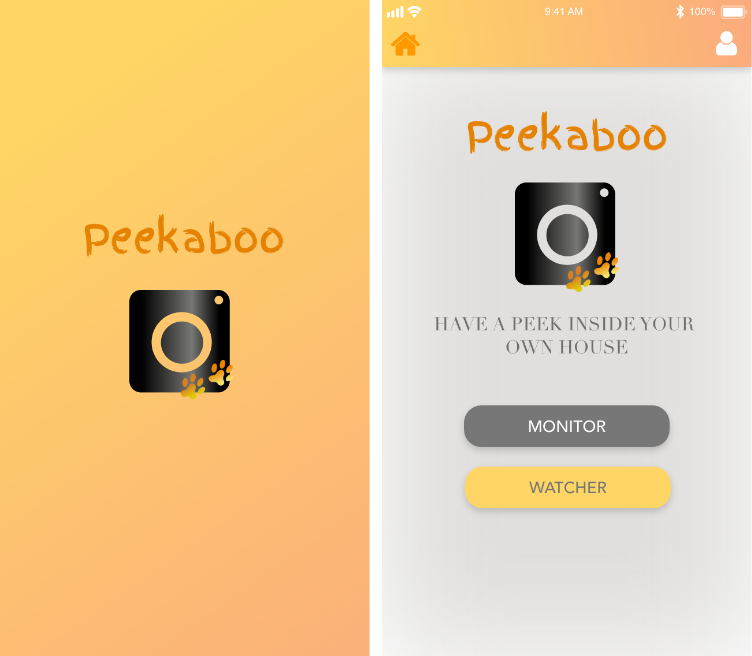 Peekaboo
9:41 AM
100%
Peekaboo
HAVE A PEEK INSIDE YOUR
OWN HOUSE
MONITOR
WATCHER